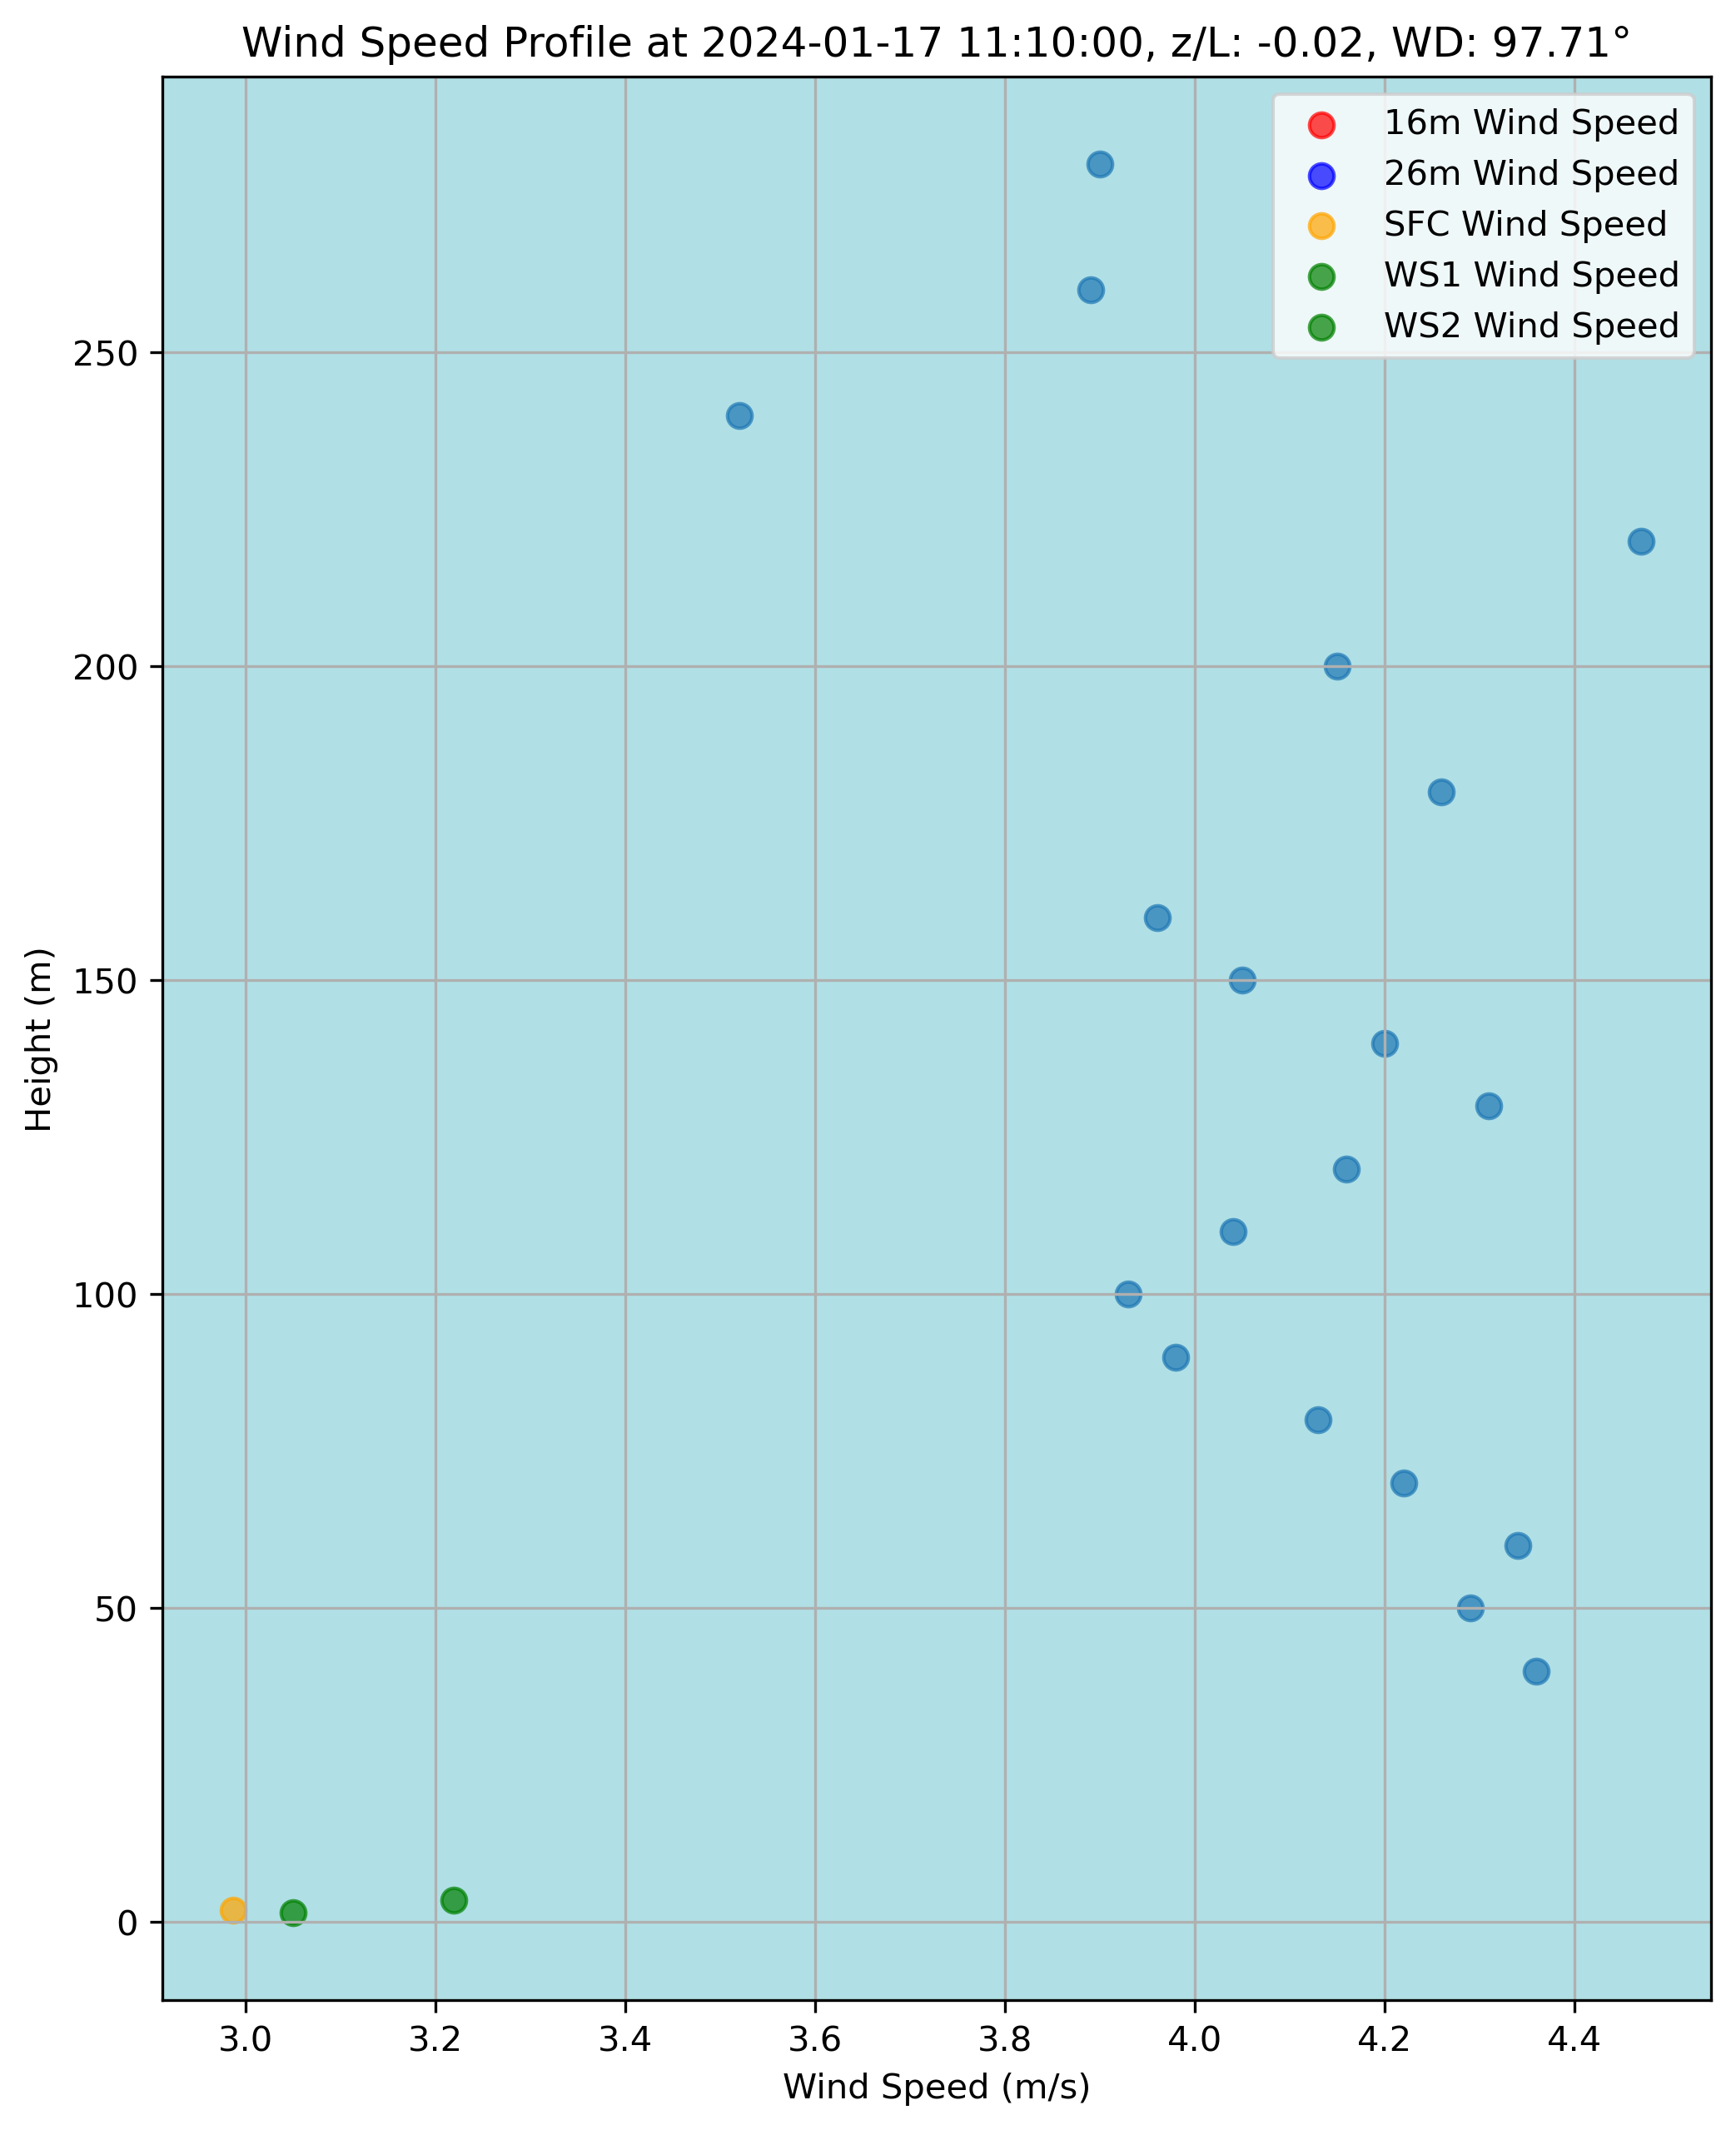 Wind Speed Profile at 2024-01-17 11:10:00, z/L: -0.02, WD: 97.71°
16m Wind Speed
26m Wind Speed
SFC Wind Speed
WS1 Wind Speed
WS2 Wind Speed
Height (m)
250
200
150
100
50
0
3.0 3.2 3.4 3.6 3.8 4.0 4.2 4.4
Wind Speed (m/s)